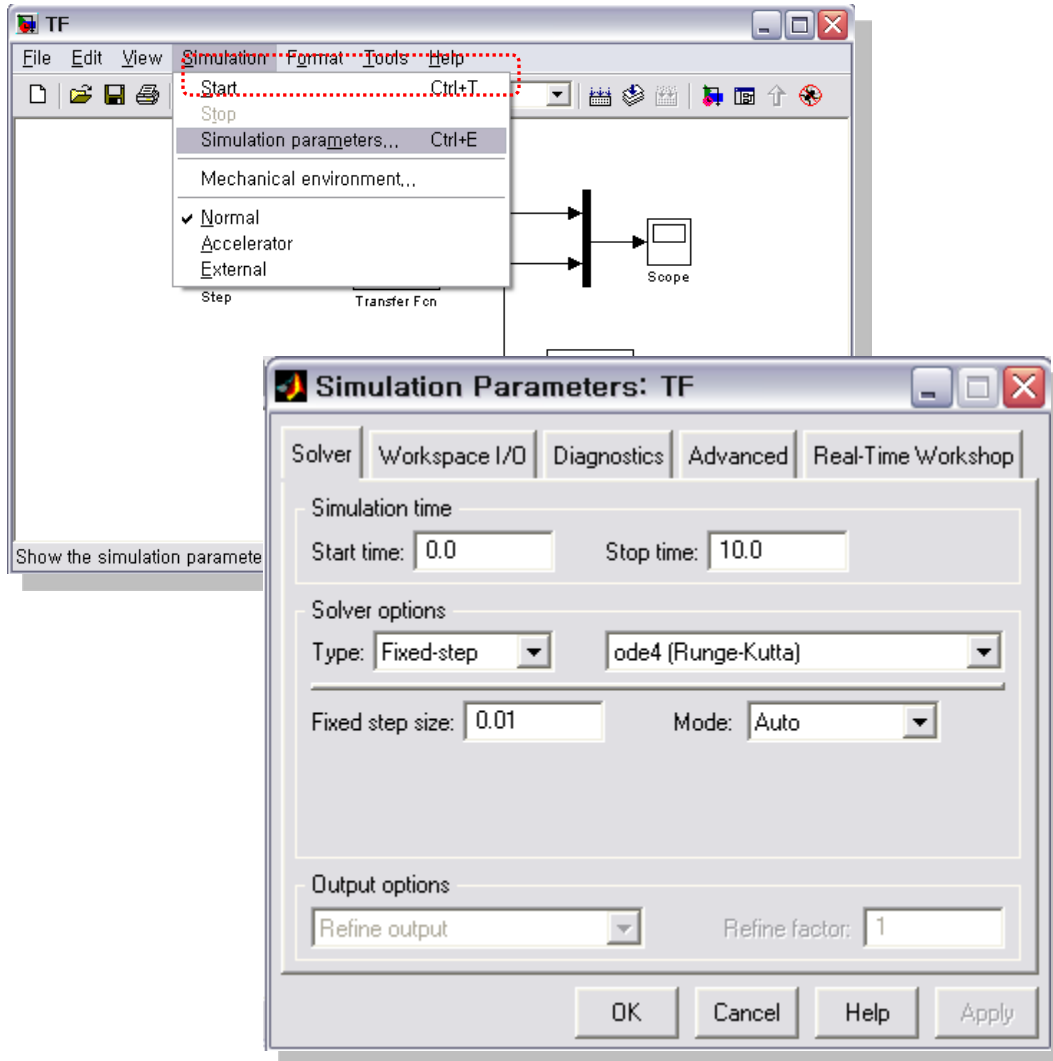 TF
File Edit View Simulation Format Tools Help
Start Ctrl+T
Stop
Simulation parameters... Ctrl+E
Mechanical environment...
Normal
Accelerator
External
Step
Transfer Fcn
Scope
Show the simulation paramete
Simulation Parameters: TF
Solver Workspace I/O Diagnostics Advanced Real-Time Workshop
Simulation time
Start time: 0.0 Stop time: 10.0
Solver options
Type: Fixed-step ode4 (Runge-Kutta)
Fixed step size: 0.01 Mode: Auto
Output options
Refine output Refine factor: 1
OK Cancel Help Apply